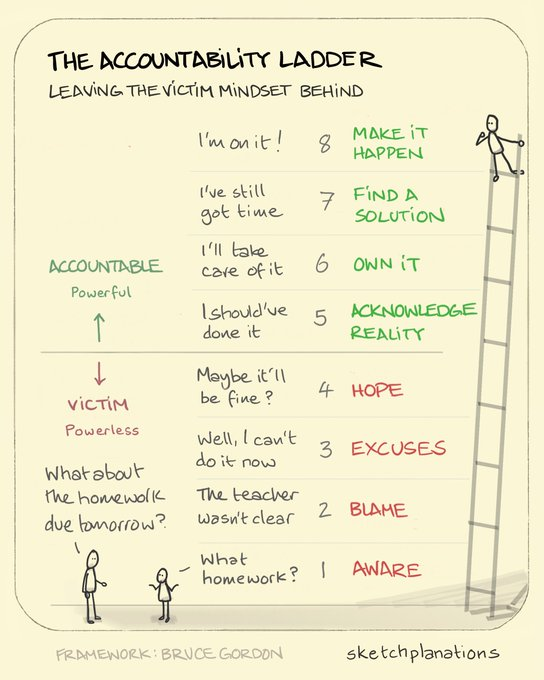 THE ACCOUNTABILITY LADDER
LEAVING THE VICTIM MINDSET BEHIND
I'm on it!
8
MAKE IT
HAPPEN
I've still
got time
7
FIND A
SOLUTION
I'll take
care of it
6
OWN IT
I should've
done it
5
ACKNOWLEDGE
REALITY
ACCOUNTABLE
Powerful
VICTIM
Powerless
Maybe it'll
be fine?
4
HOPE
Well, I can't
do it now
3
EXCUSES
The teacher
wasn't clear
2
BLAME
What about
the homework
due tomorrow?
What
homework?
1
AWARE
FRAMEWORK: BRUCE GORDON
sketchplanations